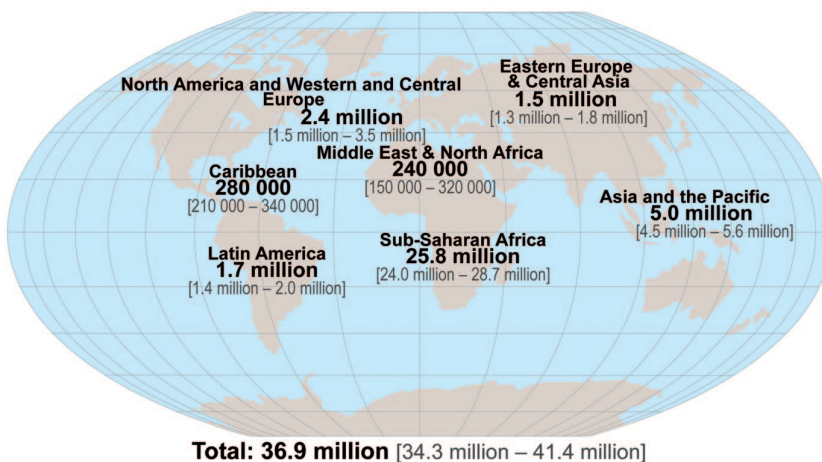 North America and Western and Central
Europe
2.4 million
[1.5 million – 3.5 million]
Eastern Europe
& Central Asia
1.5 million
[1.3 million – 1.8 million]
Middle East & North Africa
240 000
[150 000 – 320 000]
Caribbean
280 000
[210 000 – 340 000]
Asia and the Pacific
5.0 million
[4.5 million – 5.6 million]
Latin America
1.7 million
[1.4 million – 2.0 million]
Sub-Saharan Africa
25.8 million
[24.0 million – 28.7 million]
Total: 36.9 million [34.3 million – 41.4 million]